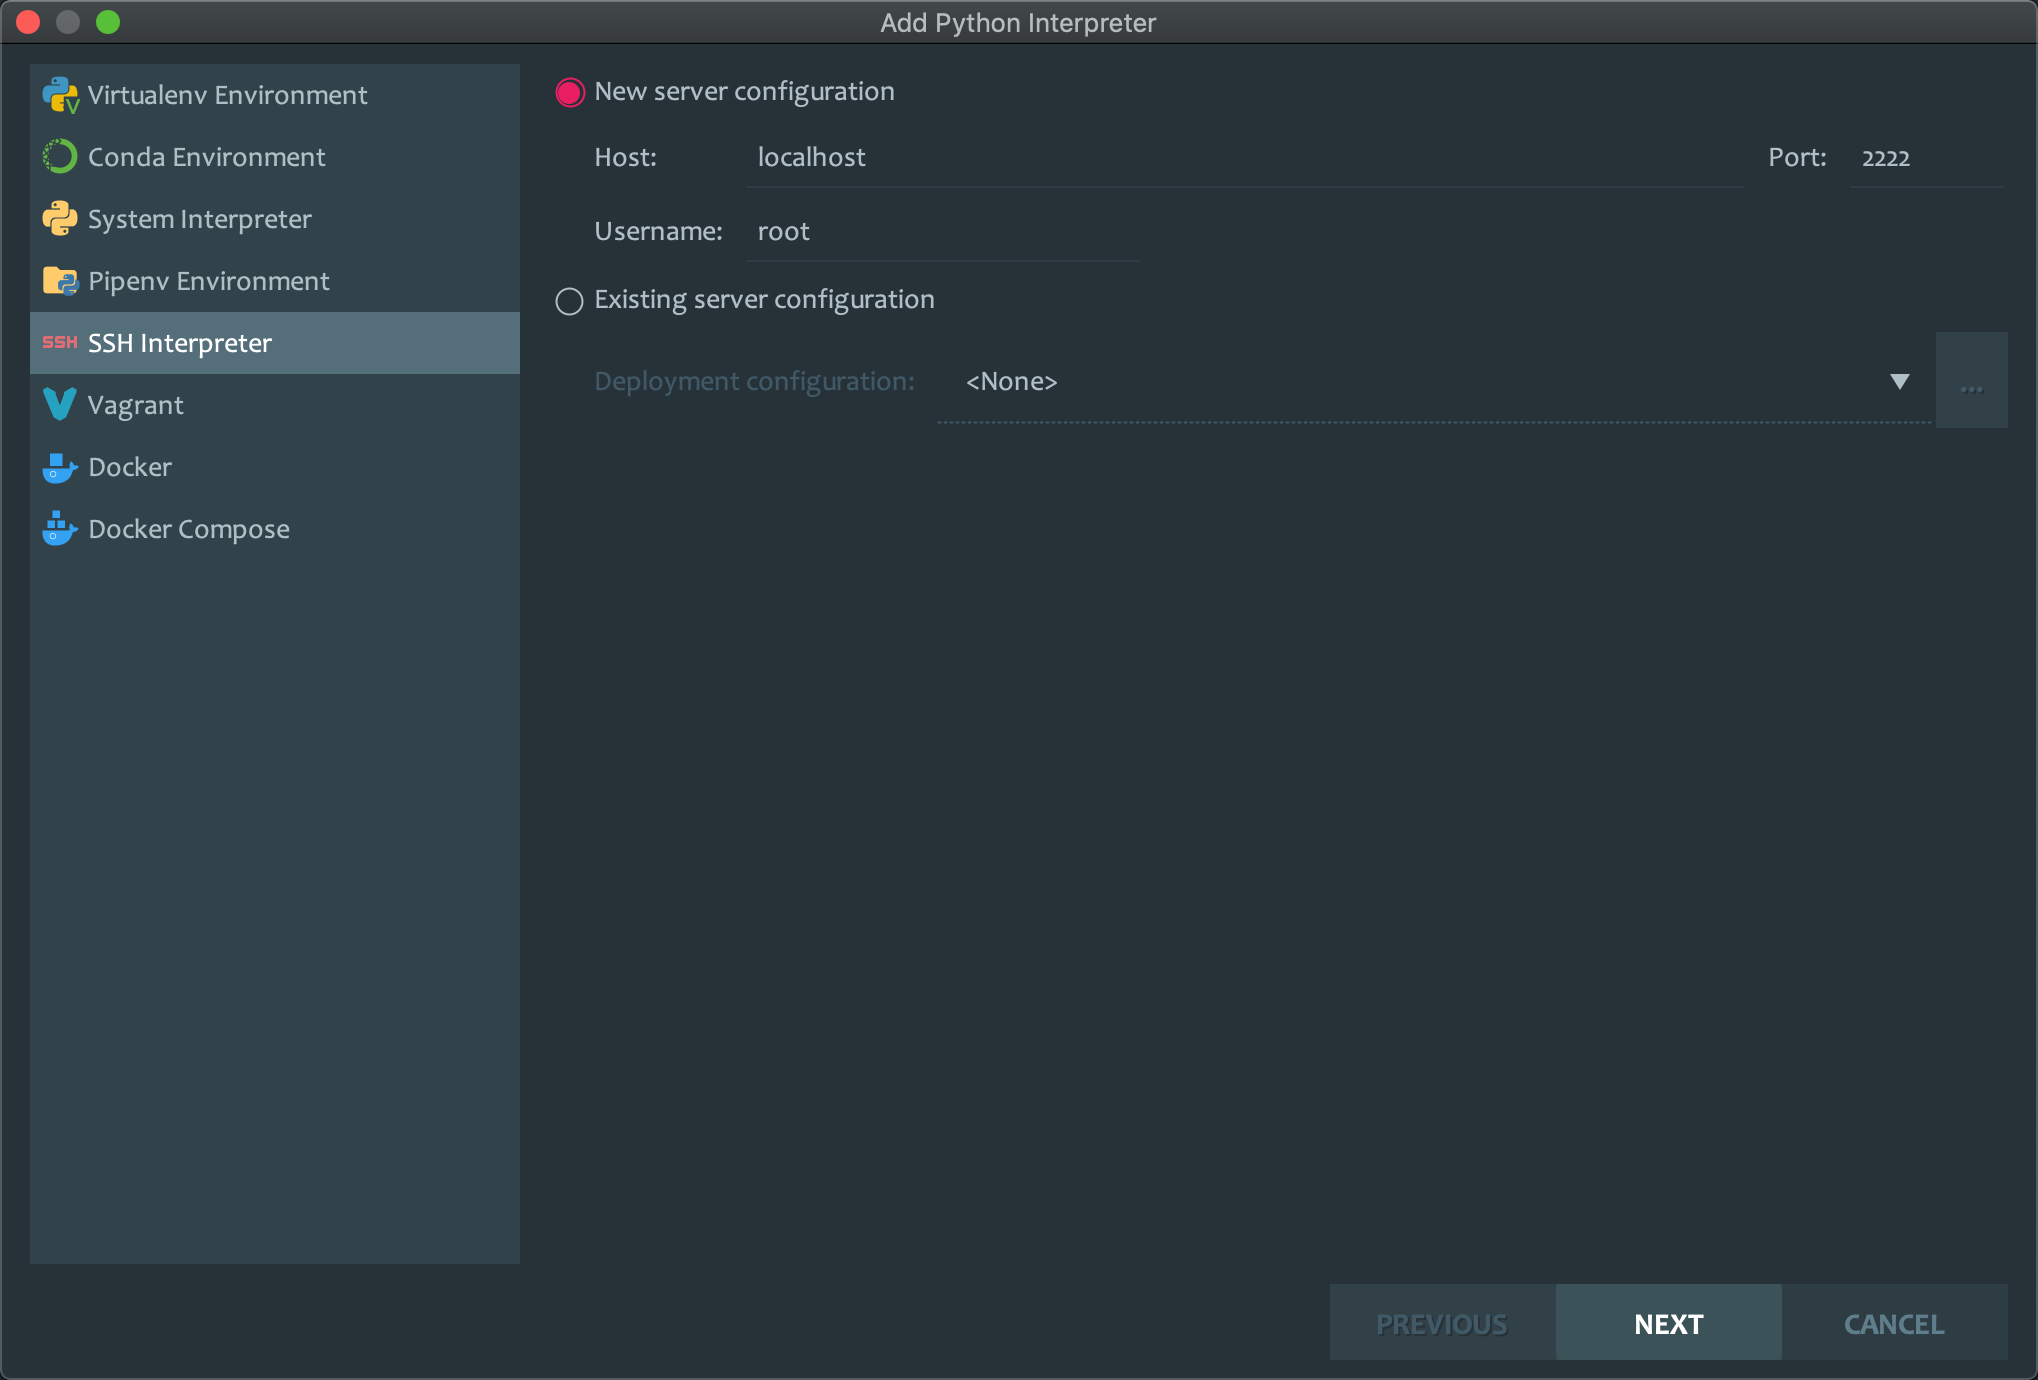 Add Python Interpreter
Virtualenv Environment
Conda Environment
System Interpreter
Pipenv Environment
SSH SSH Interpreter
Vagrant
Docker
Docker Compose
New server configuration
Host: localhost Port: 2222
Username: root
Existing server configuration
Deployment configuration: <None> ...
PREVIOUS NEXT CANCEL